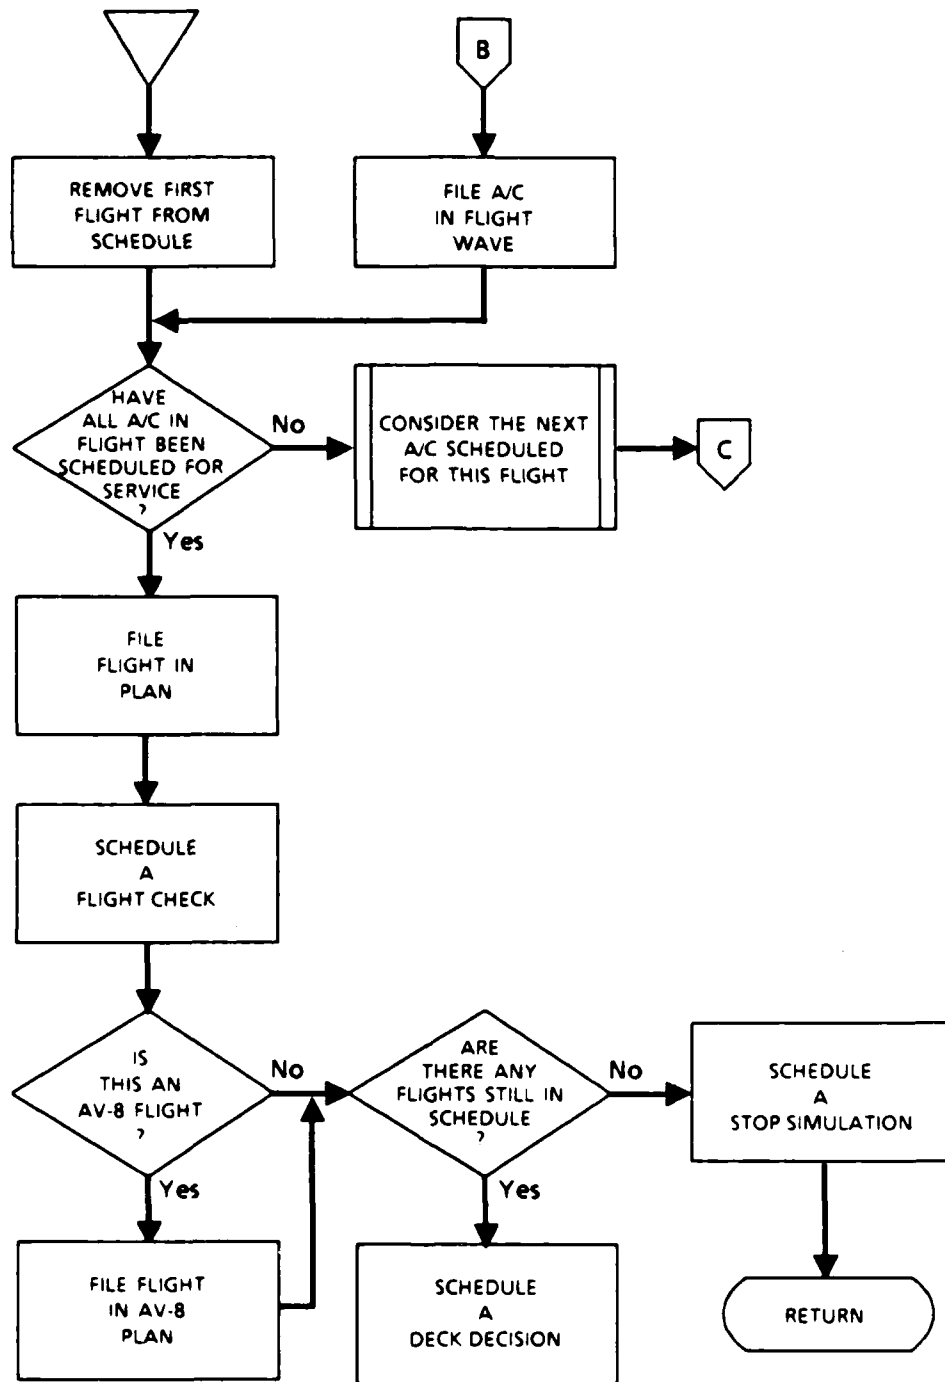 B
REMOVE FIRST
FLIGHT FROM
SCHEDULE
FILE A/C
IN FLIGHT
WAVE
HAVE
ALL A/C IN
FLIGHT BEEN
SCHEDULED FOR
SERVICE
?
No
CONSIDER THE NEXT
A/C SCHEDULED
FOR THIS FLIGHT
C
Yes
FILE
FLIGHT IN
PLAN
SCHEDULE
A
FLIGHT CHECK
IS
THIS AN
AV-8 FLIGHT
?
No
ARE
THERE ANY
FLIGHTS STILL IN
SCHEDULE
?
No
SCHEDULE
A
STOP SIMULATION
Yes
Yes
FILE FLIGHT
IN AV-8
PLAN
SCHEDULE
A
DECK DECISION
RETURN